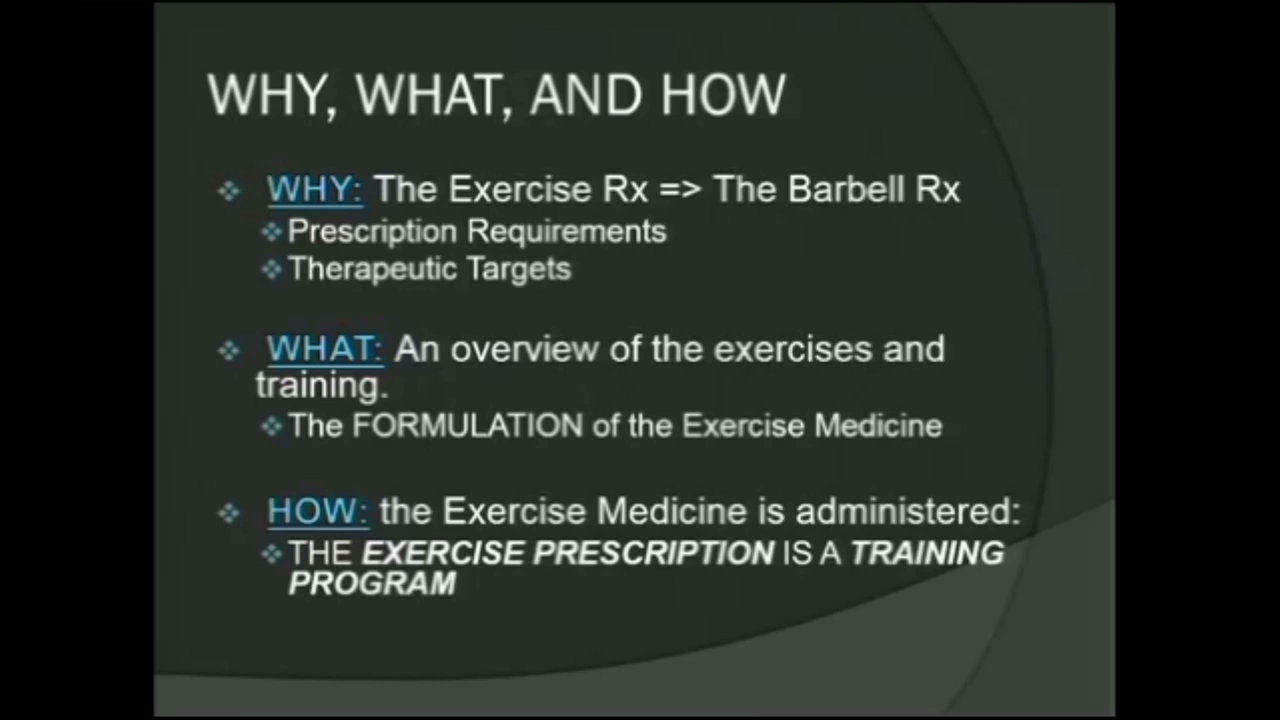 WHY, WHAT, AND HOW
WHY: The Exercise Rx => The Barbell Rx
Prescription Requirements
Therapeutic Targets
WHAT: An overview of the exercises and
training.
The FORMULATION of the Exercise Medicine
HOW: the Exercise Medicine is administered:
THE EXERCISE PRESCRIPTION IS A TRAINING
PROGRAM